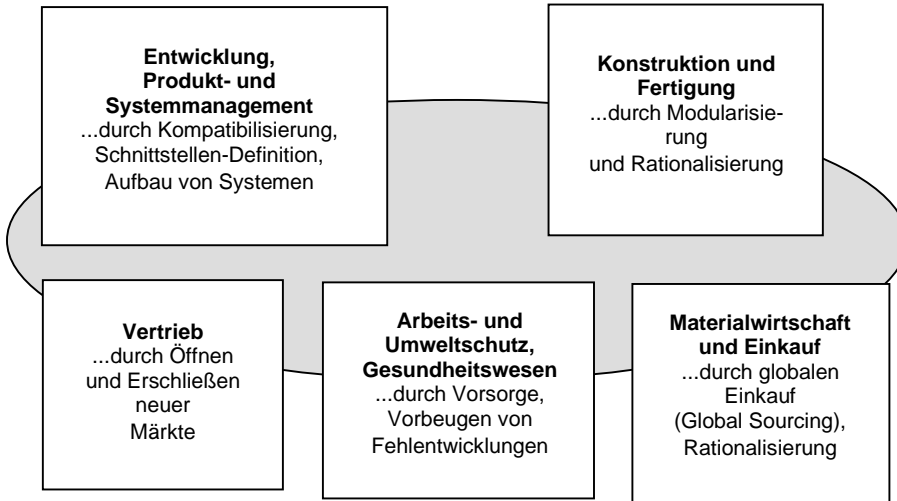 Entwicklung,
Produkt- und
Systemmanagement
...durch Kompatibilisierung,
Schnittstellen-Definition,
Aufbau von Systemen
Konstruktion und
Fertigung
...durch Modularisie-
rung
und Rationalisierung
Vertrieb
...durch Öffnen
und Erschließen
neuer
Märkte
Arbeits- und
Umweltschutz,
Gesundheitswesen
...durch Vorsorge,
Vorbeugen von
Fehlentwicklungen
Materialwirtschaft
und Einkauf
...durch globalen
Einkauf
(Global Sourcing),
Rationalisierung